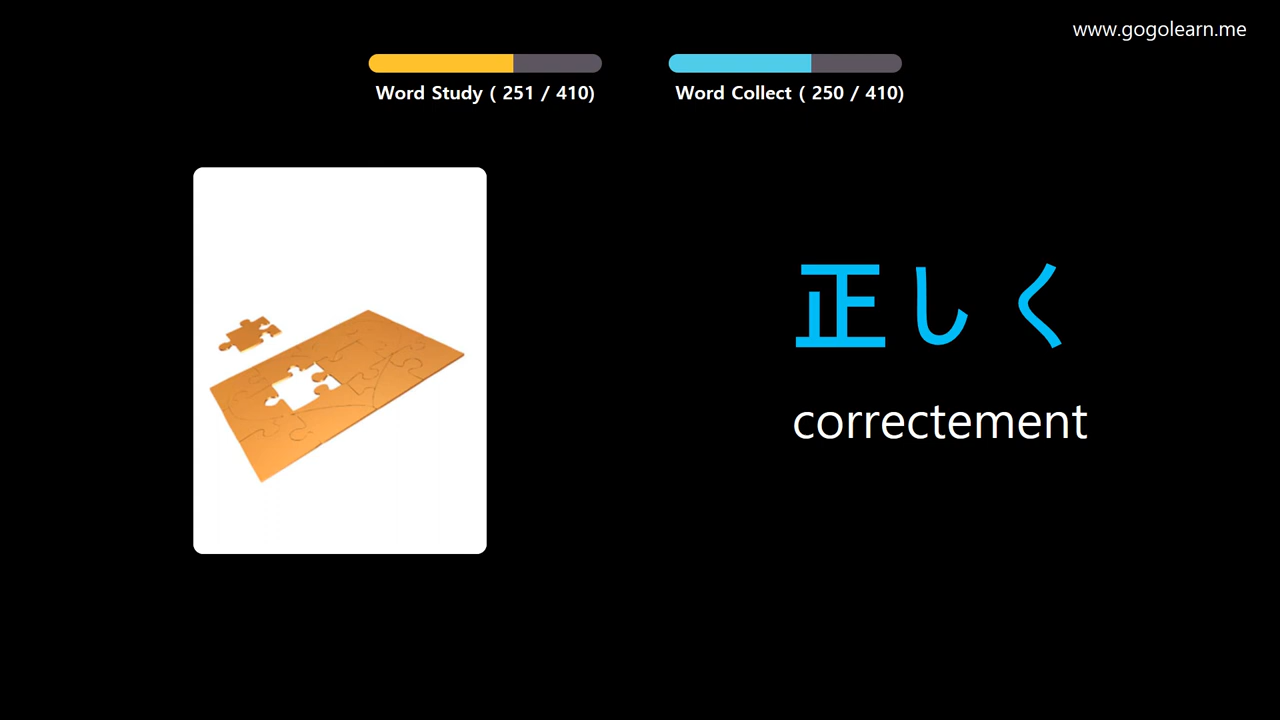 www.gogolearn.me
Word Study ( 251 / 410)
Word Collect ( 250 / 410)
正しく
correctement